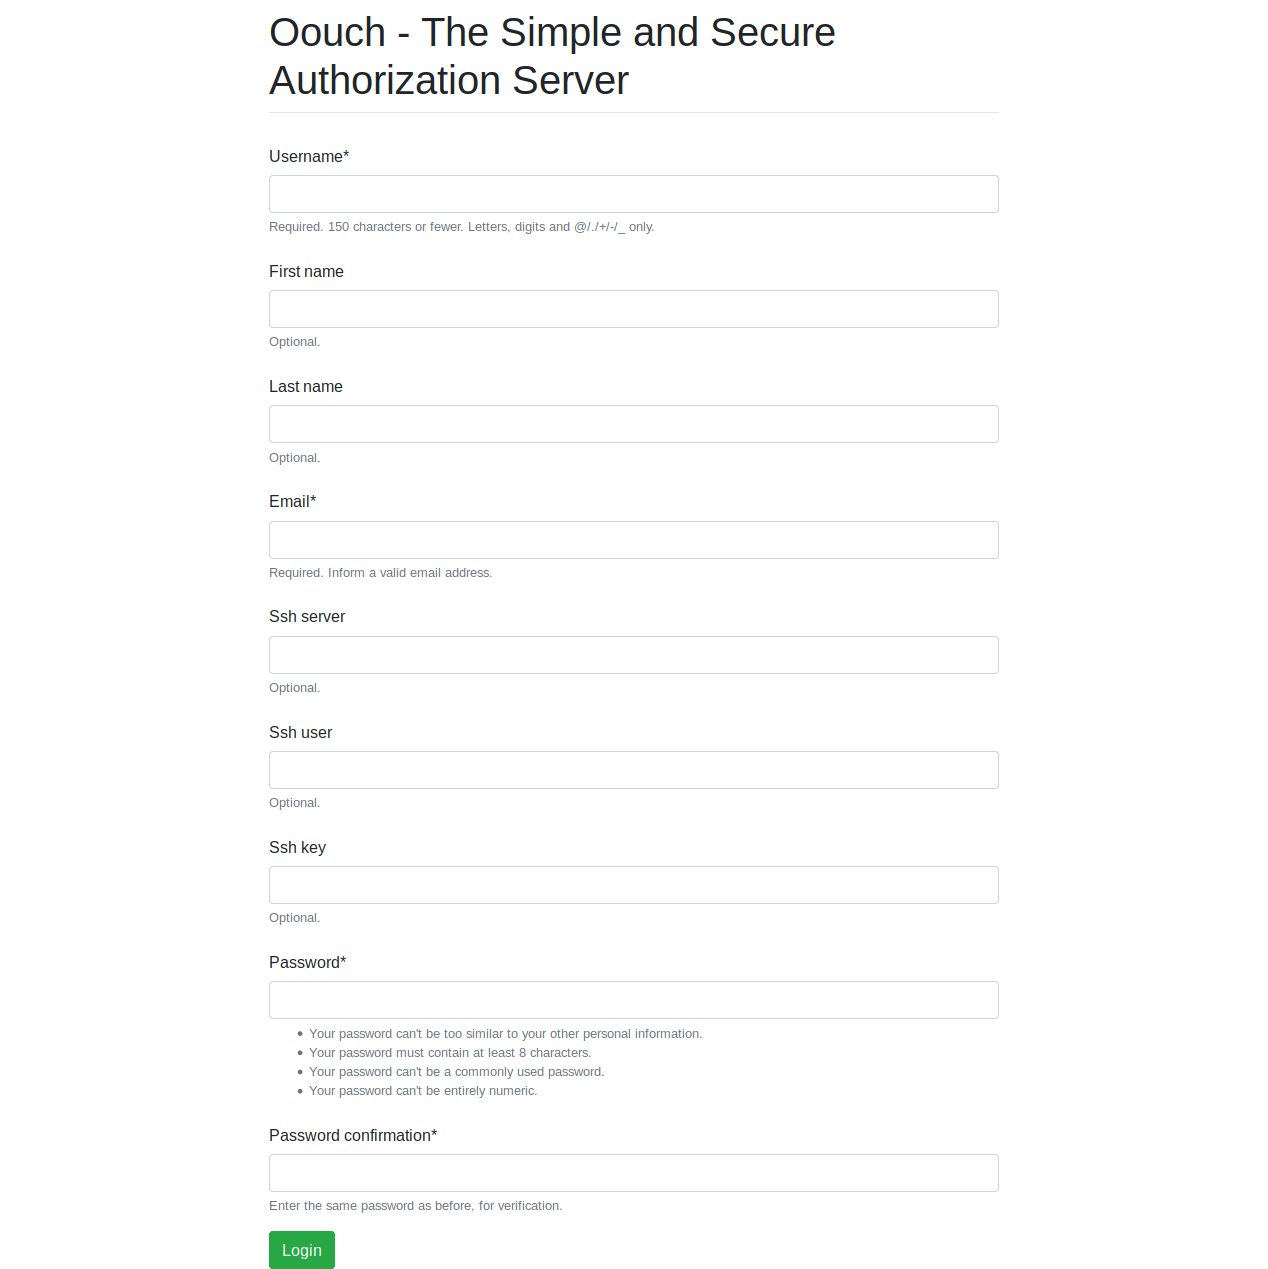 Oouch - The Simple and Secure
Authorization Server
Username*
Required. 150 characters or fewer. Letters, digits and @/./+/-/_ only.
First name
Optional.
Last name
Optional.
Email*
Required. Inform a valid email address.
Ssh server
Optional.
Ssh user
Optional.
Ssh key
Optional.
Password*
• Your password can't be too similar to your other personal information.
• Your password must contain at least 8 characters.
• Your password can't be a commonly used password.
• Your password can't be entirely numeric.
Password confirmation*
Enter the same password as before, for verification.
Login